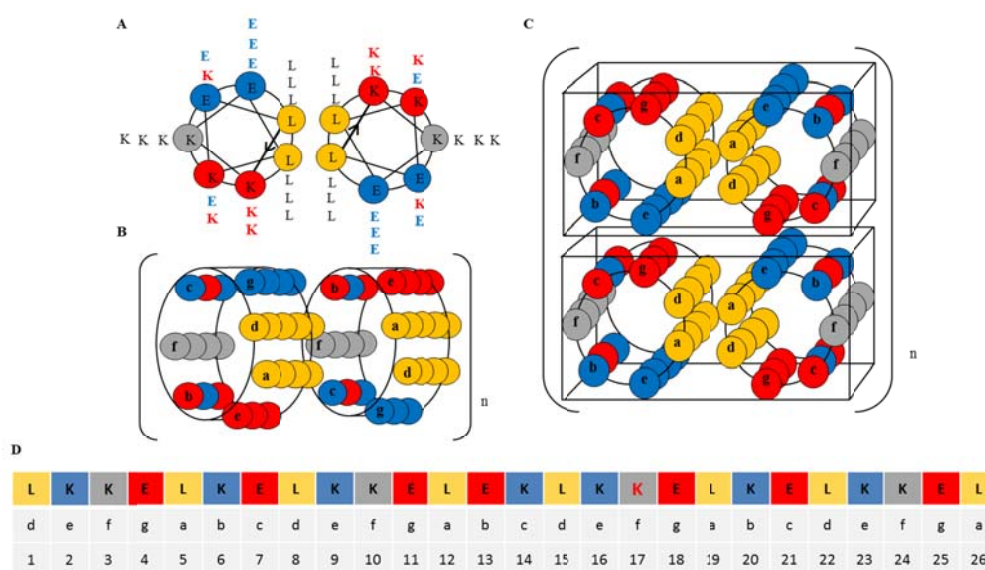 A
E
E
E E K K
L L
K K K E
L L
E E K K
L L
L L
K K K K L L K K K K
L L
K K E E
L L
E K E K
L L
K K E E
L L
E
E
B
c g b e
d a
f f
a d
b c
e g
n
C
g e
c b
d a
f f
a d
b c
e g
g e
c b
d a
f f
a d
b c
e g
n
D
L K K E L K E L K K E L E K L K K E L K E L K K E L
d e f g a b c d e f g a b c d e f g a b c d e f g a
1 2 3 4 5 6 7 8 9 10 11 12 13 14 15 16 17 18 19 20 21 22 23 24 25 26